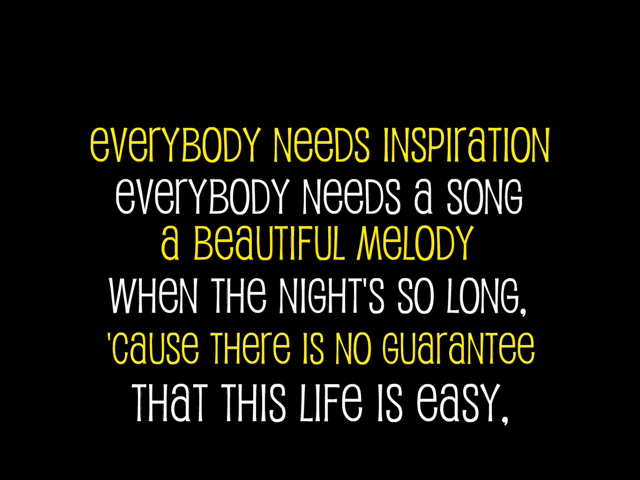 everybody needs inspiration
everybody needs a song
a beautiful melody
when the night's so long,
'cause there is no guarantee
that this life is easy,